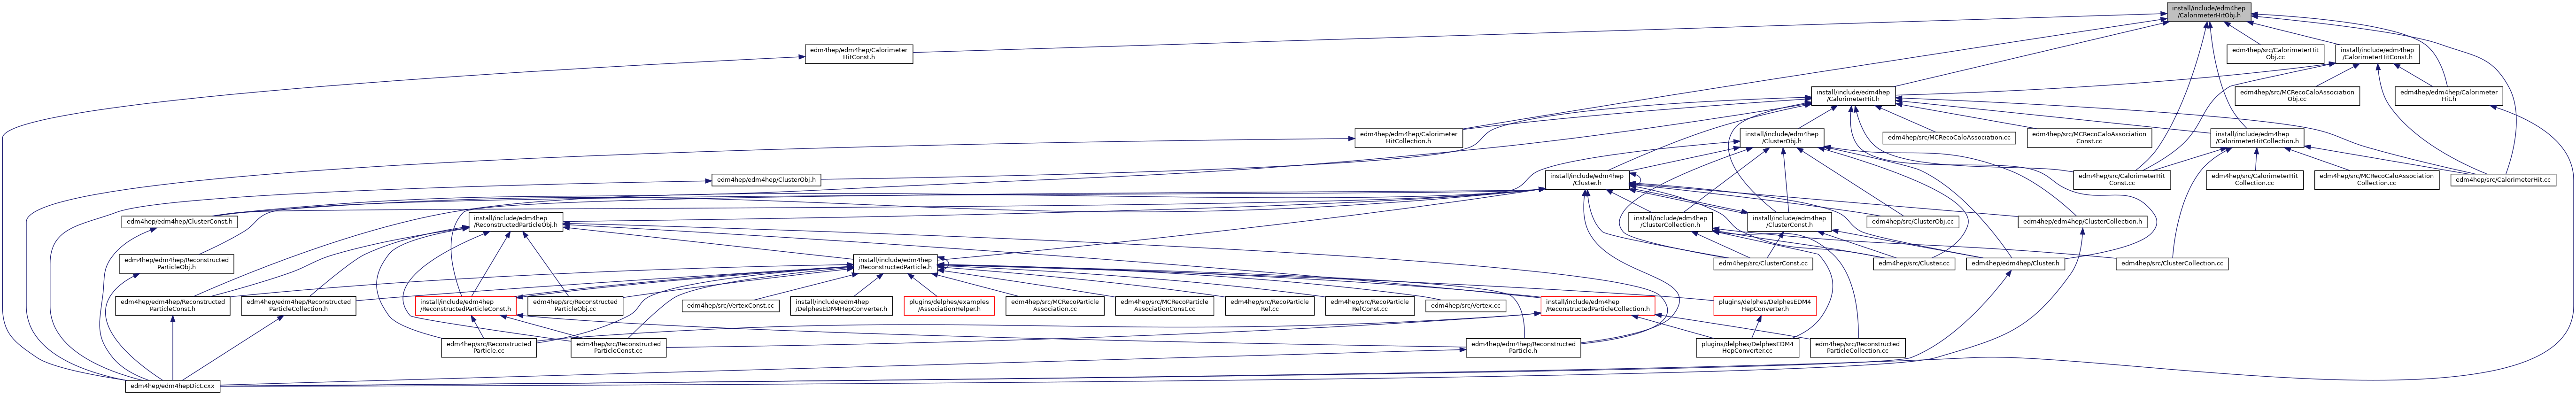 install/include/edm4hep
/CalorimeterHitObj.h
edm4hep/edm4hep/Calorimeter
HitConst.h
edm4hep/src/CalorimeterHit
Obj.cc
install/include/edm4hep
/CalorimeterHitConst.h
install/include/edm4hep
/CalorimeterHit.h
edm4hep/src/MCRecoCaloAssociation
Obj.cc
edm4hep/edm4hep/Calorimeter
Hit.h
edm4hep/edm4hep/Calorimeter
HitCollection.h
install/include/edm4hep
/ClusterObj.h
edm4hep/src/MCRecoCaloAssociation.cc
edm4hep/src/MCRecoCaloAssociation
Const.cc
install/include/edm4hep
/CalorimeterHitCollection.h
edm4hep/edm4hep/ClusterObj.h
install/include/edm4hep
/Cluster.h
edm4hep/src/CalorimeterHit
Const.cc
edm4hep/src/CalorimeterHit
Collection.cc
edm4hep/src/MCRecoCaloAssociation
Collection.cc
edm4hep/src/CalorimeterHit.cc
edm4hep/edm4hep/ClusterConst.h
install/include/edm4hep
/ReconstructedParticleObj.h
install/include/edm4hep
/ClusterCollection.h
install/include/edm4hep
/ClusterConst.h
edm4hep/src/ClusterObj.cc
edm4hep/edm4hep/ClusterCollection.h
edm4hep/edm4hep/Reconstructed
ParticleObj.h
install/include/edm4hep
/ReconstructedParticle.h
edm4hep/src/ClusterConst.cc
edm4hep/src/Cluster.cc
edm4hep/edm4hep/Cluster.h
edm4hep/src/ClusterCollection.cc
edm4hep/edm4hep/Reconstructed
ParticleConst.h
edm4hep/edm4hep/Reconstructed
ParticleCollection.h
install/include/edm4hep
/ReconstructedParticleConst.h
edm4hep/src/Reconstructed
ParticleObj.cc
edm4hep/src/VertexConst.cc
install/include/edm4hep
/DelphesEDM4HepConverter.h
plugins/delphes/examples
/AssociationHelper.h
edm4hep/src/MCRecoParticle
Association.cc
edm4hep/src/MCRecoParticle
AssociationConst.cc
edm4hep/src/RecoParticle
Ref.cc
edm4hep/src/RecoParticle
RefConst.cc
edm4hep/src/Vertex.cc
install/include/edm4hep
/ReconstructedParticleCollection.h
plugins/delphes/DelphesEDM4
HepConverter.h
edm4hep/src/Reconstructed
Particle.cc
edm4hep/src/Reconstructed
ParticleConst.cc
edm4hep/edm4hep/Reconstructed
Particle.h
plugins/delphes/DelphesEDM4
HepConverter.cc
edm4hep/src/Reconstructed
ParticleCollection.cc
edm4hep/edm4hepDict.cxx